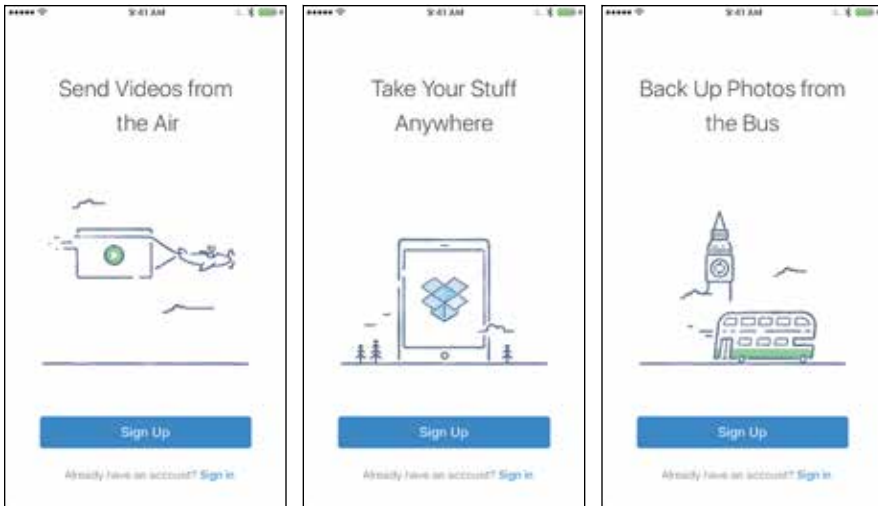 9:41 AM
Send Videos from
the Air
Sign Up
Already have an account? Sign in
9:41 AM
Take Your Stuff
Anywhere
Sign Up
Already have an account? Sign in
9:41 AM
Back Up Photos from
the Bus
Sign Up
Already have an account? Sign in